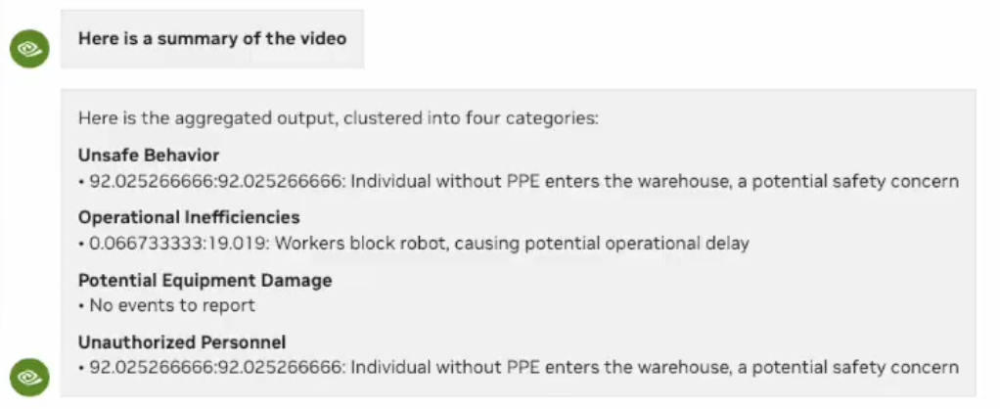 Here is a summary of the video
Here is the aggregated output, clustered into four categories:
Unsafe Behavior
• 92.025266666:92.025266666: Individual without PPE enters the warehouse, a potential safety concern
Operational Inefficiencies
• 0.066733333:19.019: Workers block robot, causing potential operational delay
Potential Equipment Damage
• No events to report
Unauthorized Personnel
• 92.025266666:92.025266666: Individual without PPE enters the warehouse, a potential safety concern